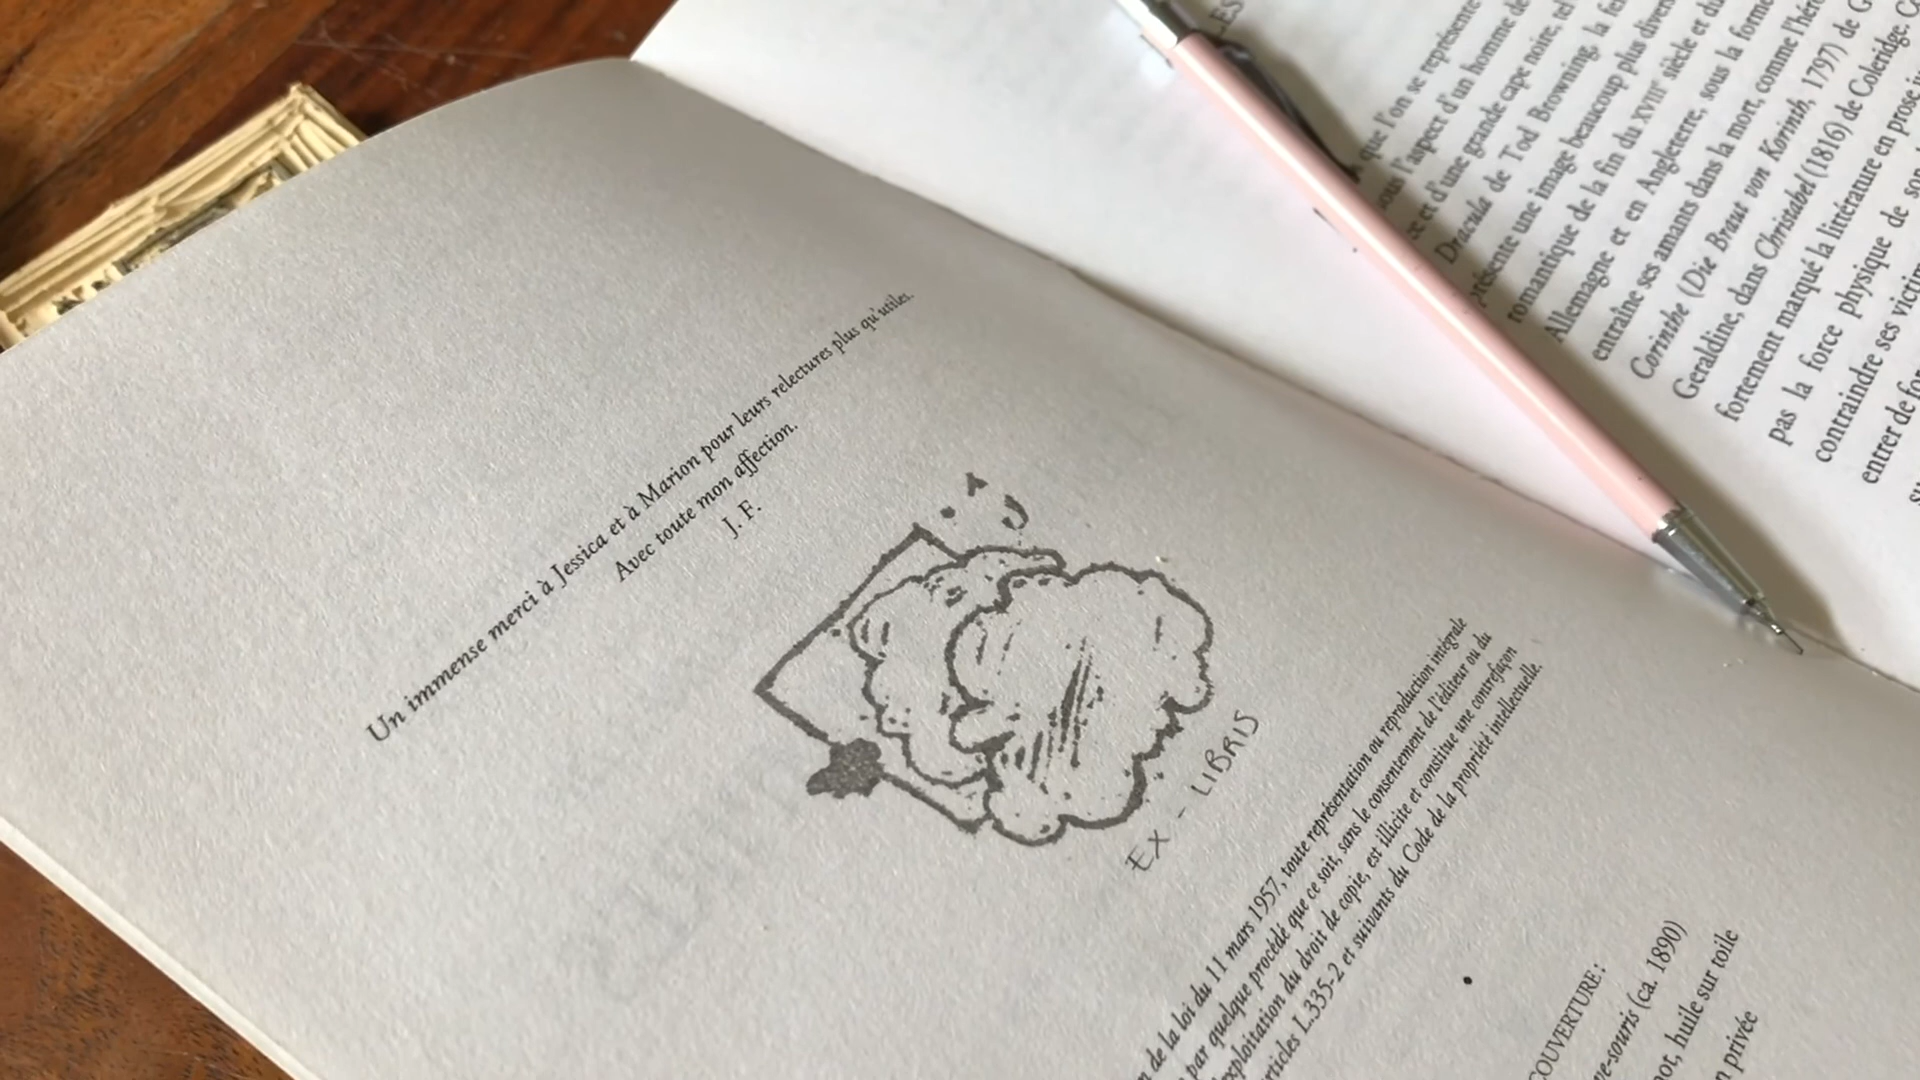 Un immense merci à Jessica et à Marion pour leurs relectures plus qu'utiles.
Avec toute mon affection.
J. F.
EX-LIBRIS
de la loi du 11 mars 1957, toute représentation ou reproduction intégrale
par quelque procédé que ce soit, sans le consentement de l'éditeur ou du
exploitation du droit de copie, est illicite et constitue une contrefaçon
articles L.335-2 et suivants du Code de la propriété intellectuelle.
COUVERTURE :
ve-souris (ca. 1890)
not, huile sur toile
n privée
LES
que l'on se représente
sous l'aspect d'un homme de
ce et d'une grande cape noire, tel
Dracula de Tod Browning, la fe
présente une image beaucoup plus divers
romantique de la fin du XVIIIe siècle et du
Allemagne et en Angleterre, sous la forme
entraîne ses amants dans la mort, comme l'hér
Corinthe (Die Braut von Korinth, 1797) de G
Geraldine, dans Christabel (1816) de Coleridge. C
fortement marqué la littérature en prose
pas la force physique de son
contraindre ses victim
entrer de for
su